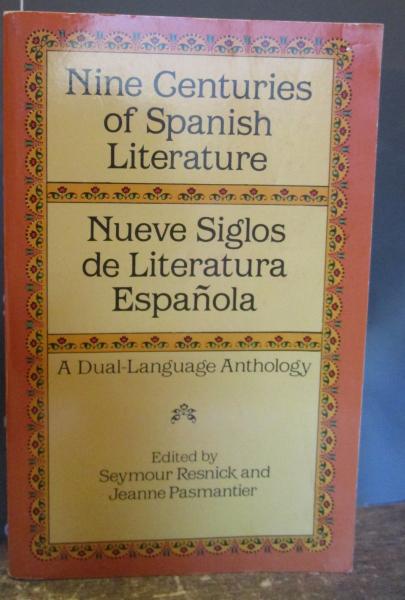 Nine Centuries
of Spanish
Literature
Nueve Siglos
de Literatura
Española
A Dual-Language Anthology
Edited by
Seymour Resnick and
Jeanne Pasmantier